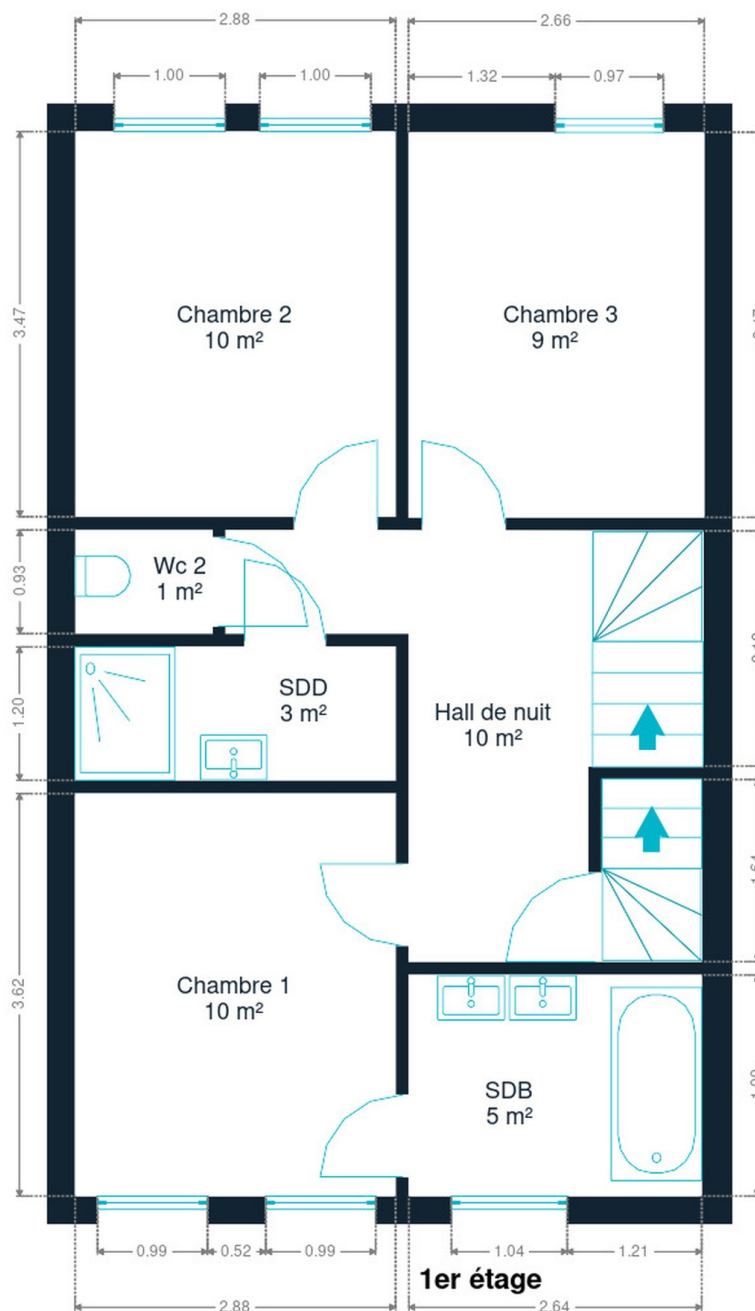 2.88
2.66
1.00
1.00
1.32
0.97
3.47
Chambre 2
10 m²
Chambre 3
9 m²
0.93
Wc 2
1 m²
1.20
SDD
3 m²
Hall de nuit
10 m²
3.62
Chambre 1
10 m²
SDB
5 m²
0.99
0.52
0.99
1.04
1.21
1er étage
2.88
2.64